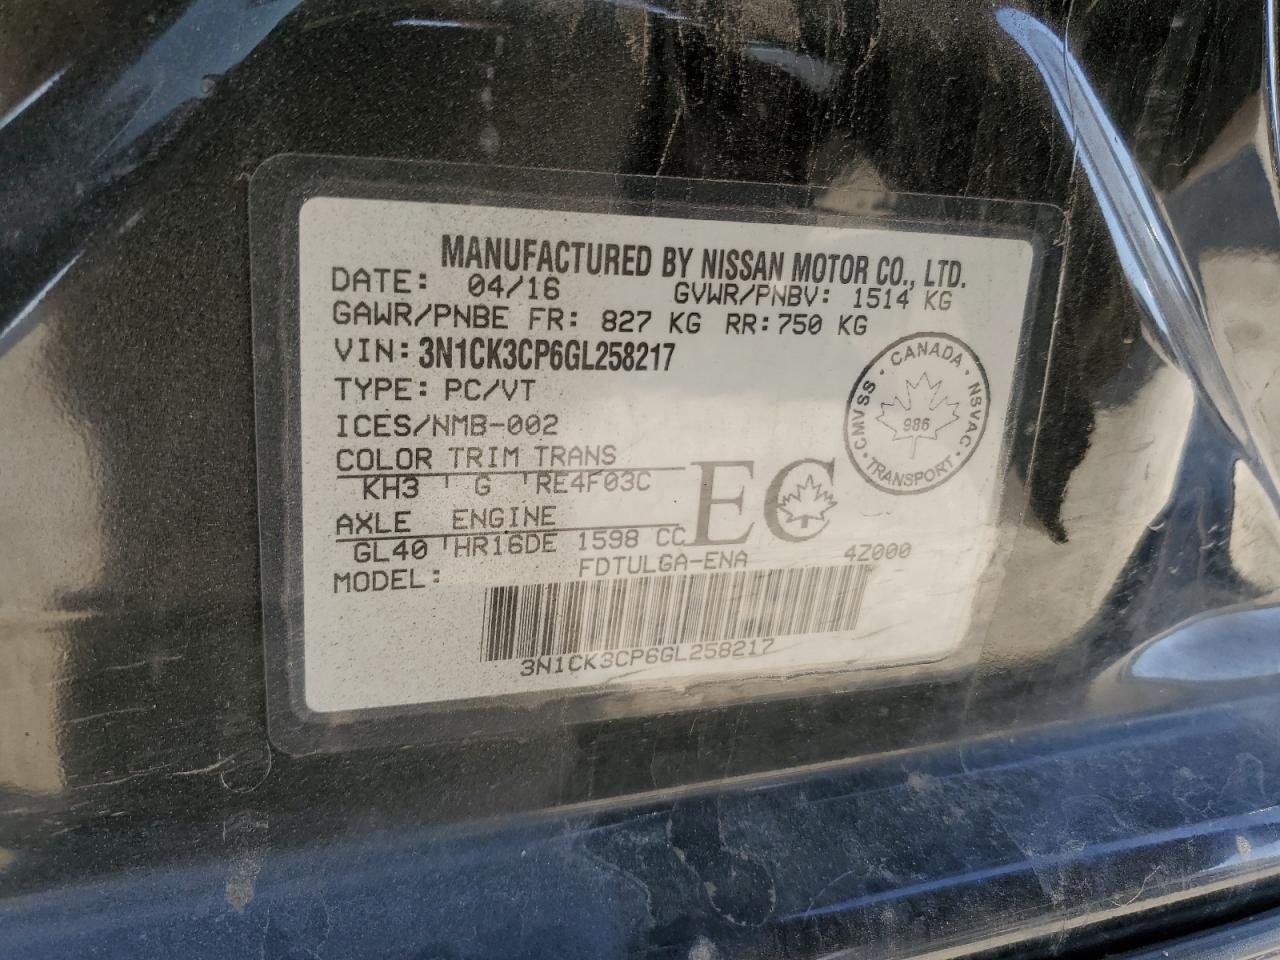 MANUFACTURED BY NISSAN MOTOR CO., LTD.
DATE: 04/16 GVWR/PNBV: 1514 KG
GAWR/PNBE FR: 827 KG RR: 750 KG
VIN: 3N1CK3CP6GL258217
TYPE: PC/VT
ICES/NMB-002
COLOR TRIM TRANS
KH3 ' G 'RE4F03C
AXLE ENGINE
GL40 'HR16DE 1598 CC
MODEL: FDTULGA-ENA 4Z000
3N1CK3CP6GL258217
EC
CANADA
CMVSS NSVAC
986
TRANSPORT